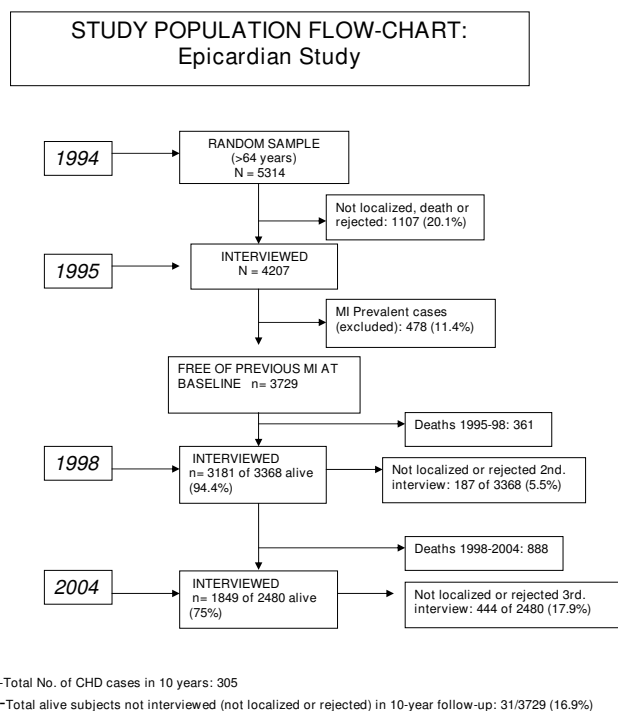 STUDY POPULATION FLOW-CHART:
Epicardian Study
1994
RANDOM SAMPLE
(>64 years)
N = 5314
Not localized, death or
rejected: 1107 (20.1%)
1995
INTERVIEWED
N = 4207
MI Prevalent cases
(excluded): 478 (11.4%)
FREE OF PREVIOUS MI AT
BASELINE n= 3729
Deaths 1995-98: 361
1998
INTERVIEWED
n= 3181 of 3368 alive
(94.4%)
Not localized or rejected 2nd.
interview: 187 of 3368 (5.5%)
Deaths 1998-2004: 888
2004
INTERVIEWED
n= 1849 of 2480 alive
(75%)
Not localized or rejected 3rd.
interview: 444 of 2480 (17.9%)
-Total No. of CHD cases in 10 years: 305
-Total alive subjects not interviewed (not localized or rejected) in 10-year follow-up: 31/3729 (16.9%)